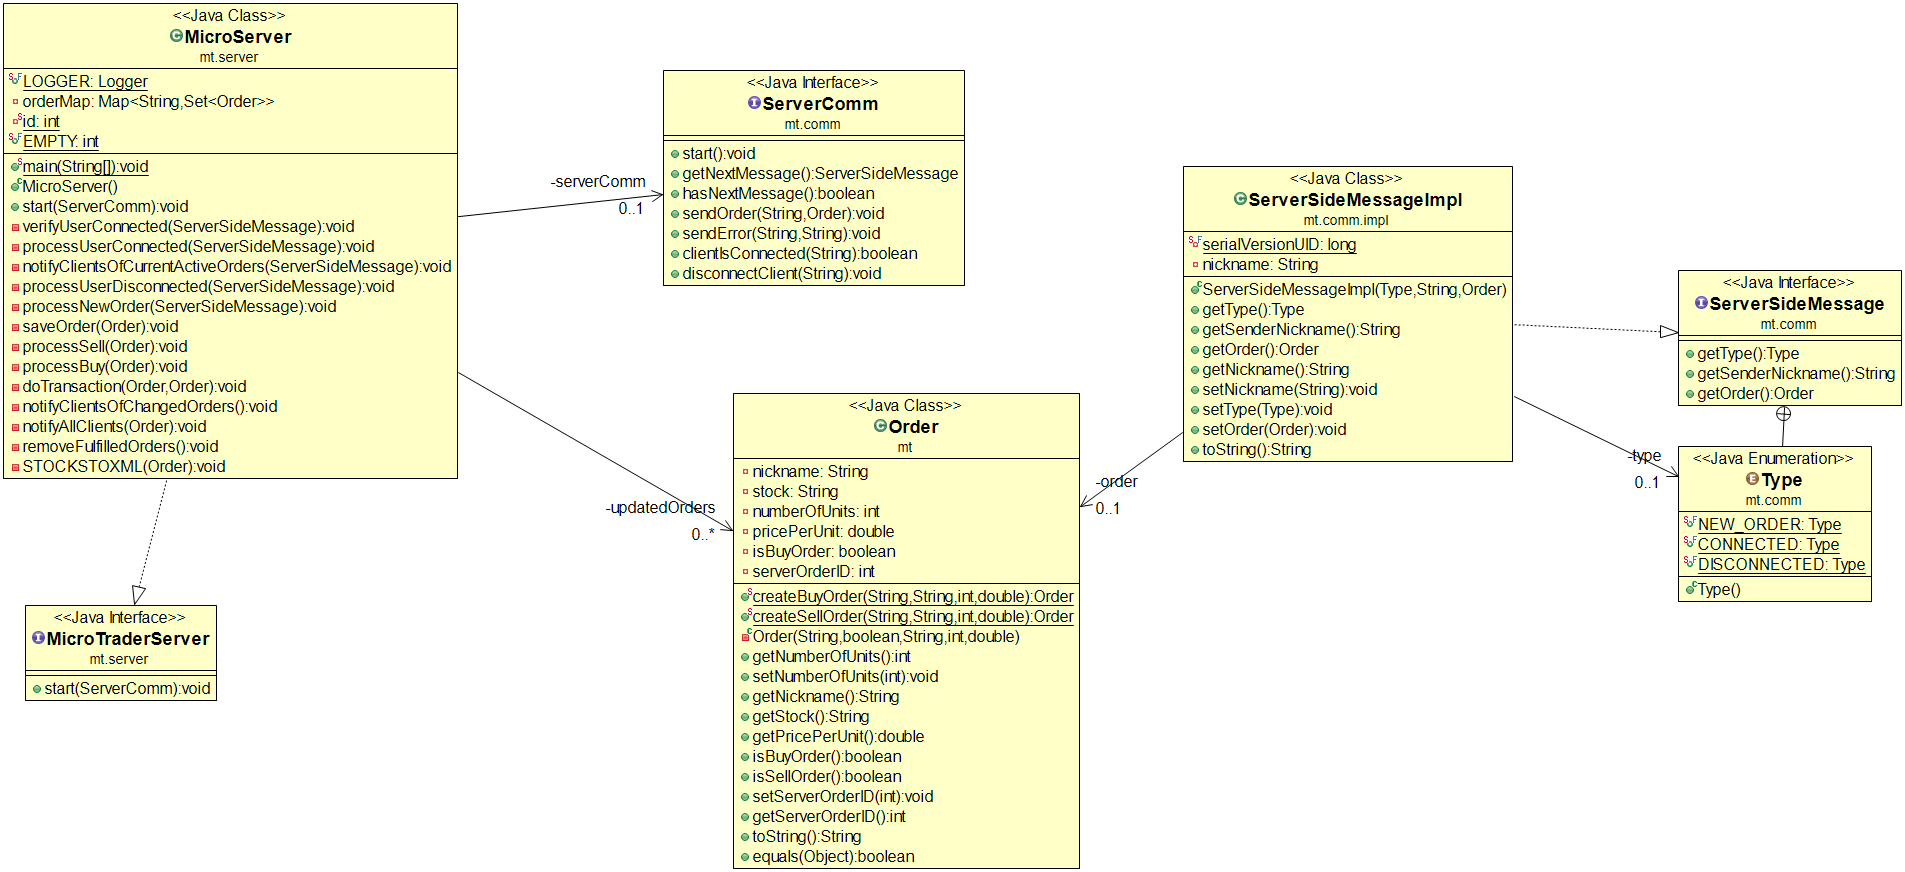 <<Java Class>>
MicroServer
mt.server
LOGGER: Logger
orderMap: Map<String,Set<Order>>
id: int
EMPTY: int
main(String[]):void
MicroServer()
start(ServerComm):void
verifyUserConnected(ServerSideMessage):void
processUserConnected(ServerSideMessage):void
notifyClientsOfCurrentActiveOrders(ServerSideMessage):void
processUserDisconnected(ServerSideMessage):void
processNewOrder(ServerSideMessage):void
saveOrder(Order):void
processSell(Order):void
processBuy(Order):void
doTransaction(Order,Order):void
notifyClientsOfChangedOrders():void
notifyAllClients(Order):void
removeFulfilledOrders():void
STOCKSTOXML(Order):void
<<Java Interface>>
MicroTraderServer
mt.server
start(ServerComm):void
-serverComm
0..1
<<Java Interface>>
ServerComm
mt.comm
start():void
getNextMessage():ServerSideMessage
hasNextMessage():boolean
sendOrder(String,Order):void
sendError(String,String):void
clientIsConnected(String):boolean
disconnectClient(String):void
-updatedOrders
0..*
<<Java Class>>
Order
mt
nickname: String
stock: String
numberOfUnits: int
pricePerUnit: double
isBuyOrder: boolean
serverOrderID: int
createBuyOrder(String,String,int,double):Order
createSellOrder(String,String,int,double):Order
Order(String,boolean,String,int,double)
getNumberOfUnits():int
setNumberOfUnits(int):void
getNickname():String
getStock():String
getPricePerUnit():double
isBuyOrder():boolean
isSellOrder():boolean
setServerOrderID(int):void
getServerOrderID():int
toString():String
equals(Object):boolean
-order
0..1
<<Java Class>>
ServerSideMessageImpl
mt.comm.impl
serialVersionUID: long
nickname: String
ServerSideMessageImpl(Type,String,Order)
getType():Type
getSenderNickname():String
getOrder():Order
getNickname():String
setNickname(String):void
setType(Type):void
setOrder(Order):void
toString():String
-type
0..1
<<Java Interface>>
ServerSideMessage
mt.comm
getType():Type
getSenderNickname():String
getOrder():Order
<<Java Enumeration>>
Type
mt.comm
NEW_ORDER: Type
CONNECTED: Type
DISCONNECTED: Type
Type()